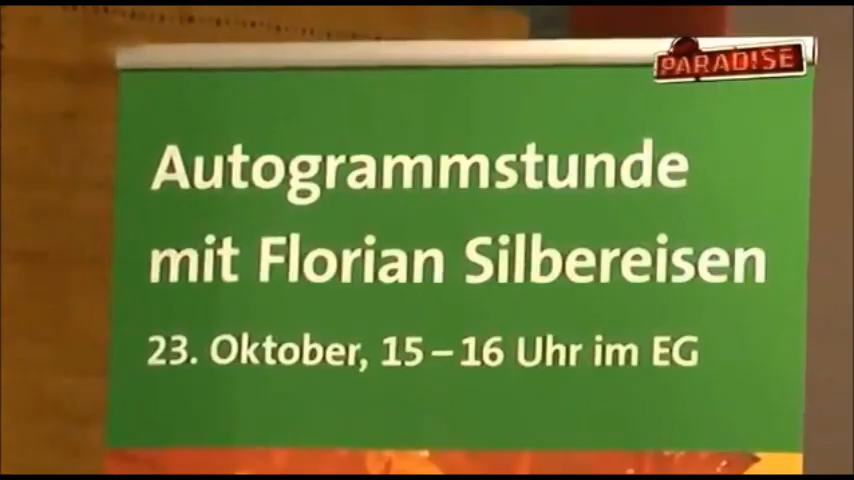 PARADISE
Autogrammstunde
mit Florian Silbereisen
23. Oktober, 15 – 16 Uhr im EG